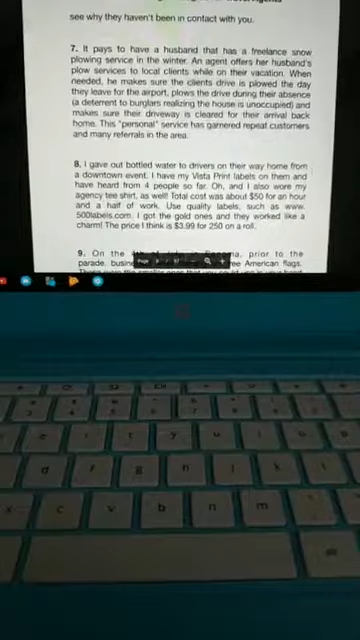 see why they haven't been in contact with you.
7. It pays to have a husband that has a freelance snow
plowing service in the winter. An agent offers her husband's
plow services to local clients while on their vacation. When
needed, he makes sure the clients drive is plowed the day
they leave for the airport, plows the drive during their absence
(a deterrent to burglars realizing the house is unoccupied) and
makes sure their driveway is cleared for their arrival back
home. This "personal" service has garnered repeat customers
and many referrals in the area.
8. I gave out bottled water to drivers on their way home from
a downtown event. I have my Vista Print labels on them and
have heard from 4 people so far. Oh, and I also wore my
agency tee shirt, as well! Total cost was about $50 for an hour
and a half of work. Use quality labels, such as www.
500labels.com. I got the gold ones and they worked like a
charm! The price I think is $3.99 for 250 on a roll.
9. On the
prior to the
parade,
American flags.
Page
t y u
d f g h j k l
x c v b n m